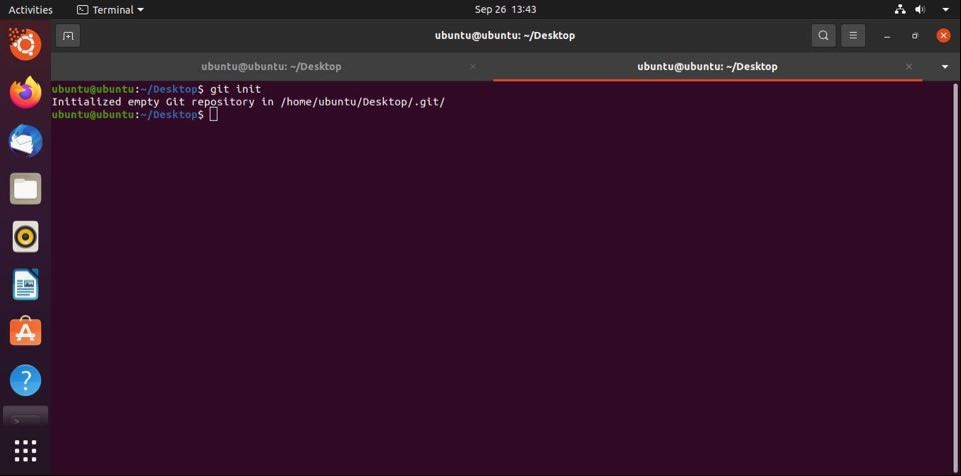 Activities Terminal Sep 26 13:43
ubuntu@ubuntu: ~/Desktop
ubuntu@ubuntu: ~/Desktop ubuntu@ubuntu: ~/Desktop
ubuntu@ubuntu:~/Desktop$ git init
Initialized empty Git repository in /home/ubuntu/Desktop/.git/
ubuntu@ubuntu:~/Desktop$